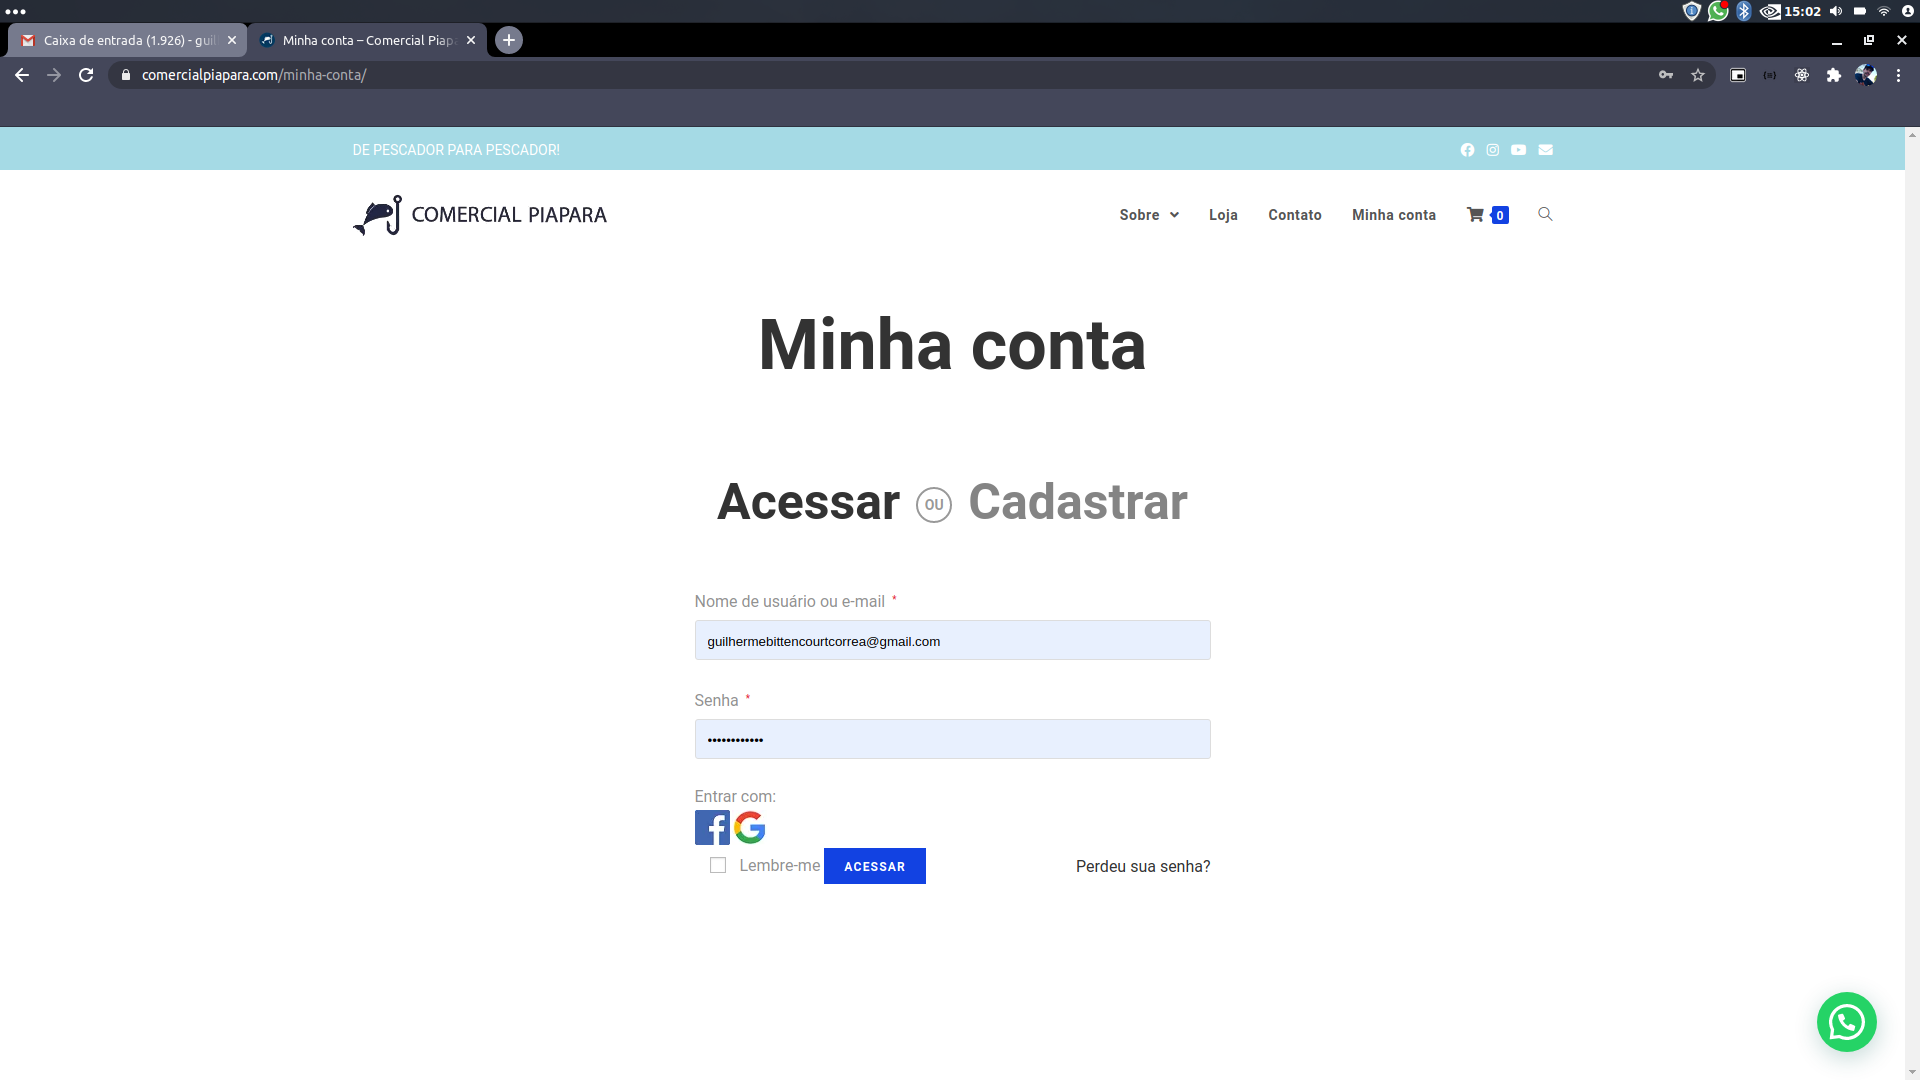 15:02
Caixa de entrada (1.926) - gui
Minha conta – Comercial Piap
comercialpiapara.com/minha-conta/
DE PESCADOR PARA PESCADOR!
COMERCIAL PIAPARA
Sobre Loja Contato Minha conta 0
Minha conta
Acessar OU Cadastrar
Nome de usuário ou e-mail *
guilhermebittencourtcorrea@gmail.com
Senha *
••••••••••••
Entrar com:
Lembre-me ACESSAR Perdeu sua senha?